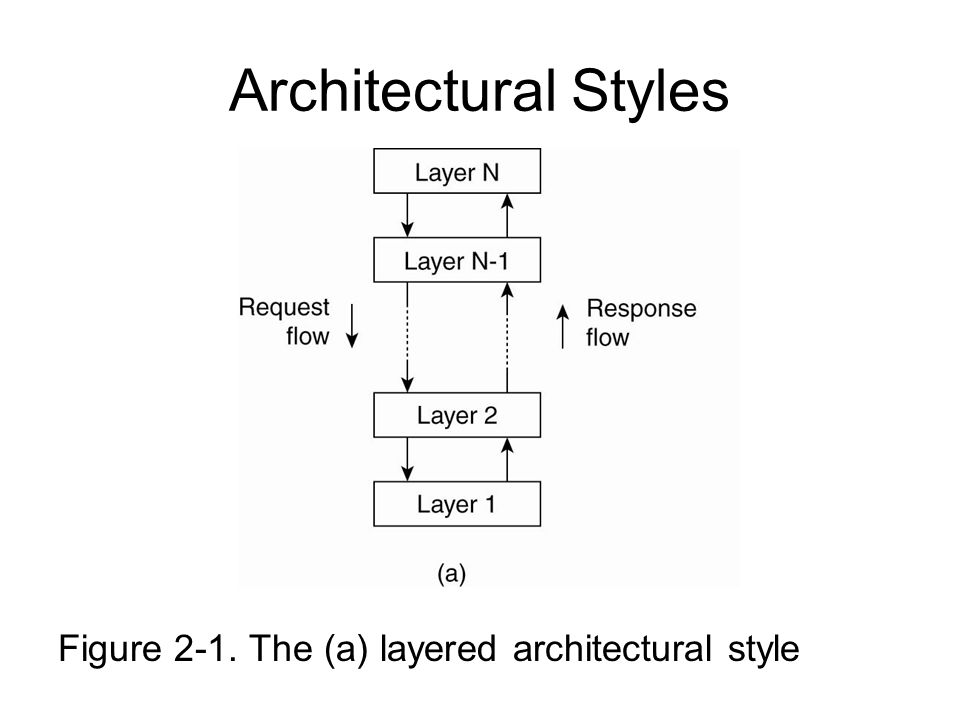 Architectural Styles
Layer N
Layer N-1
Request
flow
Response
flow
Layer 2
Layer 1
(a)
Figure 2-1. The (a) layered architectural style